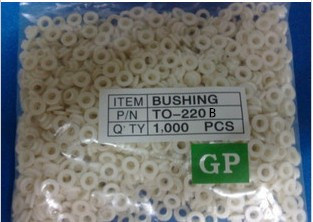 ITEM BUSHING
P/N TO-220B
Q'TY 1.000 PCS
GP